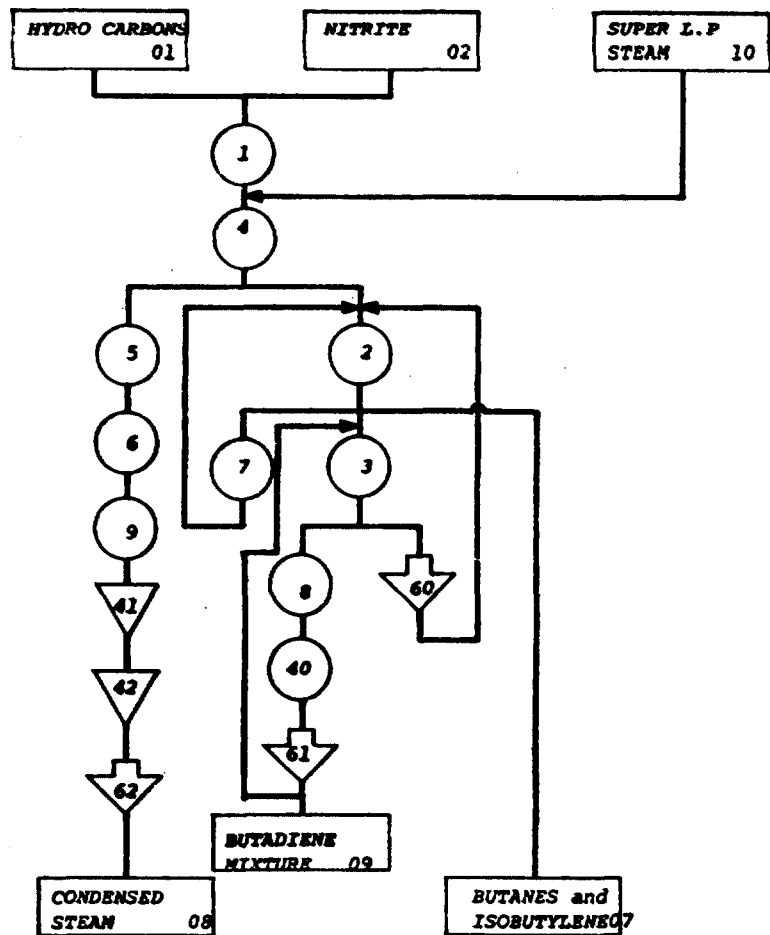 HYDRO CARBONS
01
NITRITE
02
SUPER L.P
STEAM 10
1
4
5
2
6
7
3
9
8
60
41
40
42
61
62
BUTADIENE
MIXTURE 09
CONDENSED
STEAM 08
BUTANES and
ISOBUTYLENE07